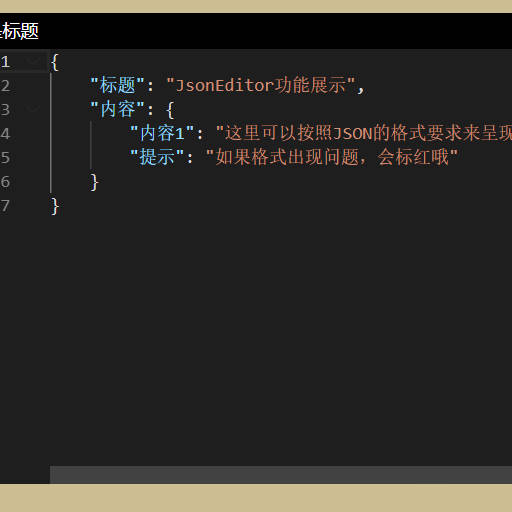 标题
1 {
2 "标题": "JsonEditor功能展示",
3 "内容": {
4 "内容1": "这里可以按照JSON的格式要求来呈现
5 "提示": "如果格式出现问题，会标红哦"
6 }
7 }